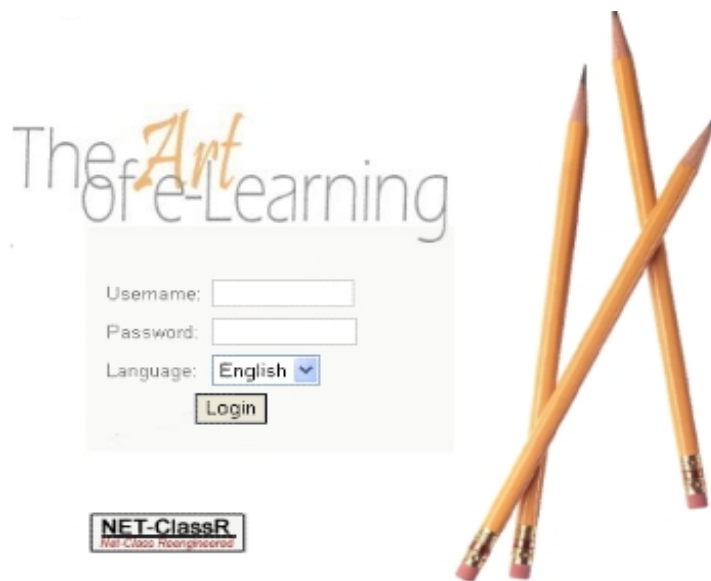 The Art
of e-Learning
Username:
Password:
Language: English
Login
NET-ClassR
Net-Class Reengineered